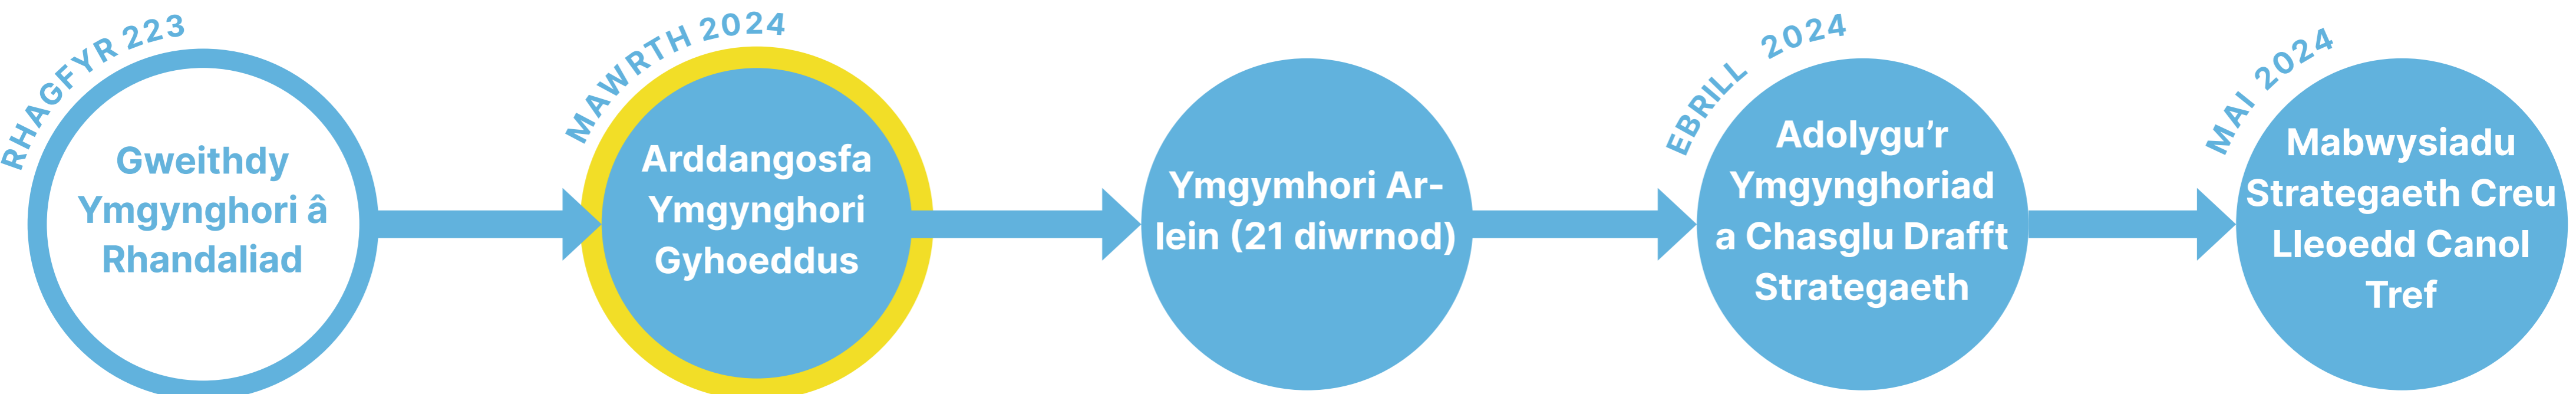 RHAGFYR 223
Gweithdy
Ymgynghori â
Rhandaliad
MAWRTH 2024
Arddangosfa
Ymgynghori
Gyhoeddus
Ymgymhori Ar-
lein (21 diwrnod)
EBRILL 2024
Adolygu’r
Ymgynghoriad
a Chasglu Drafft
Strategaeth
MAI 2024
Mabwysiadu
Strategaeth Creu
Lleoedd Canol
Tref